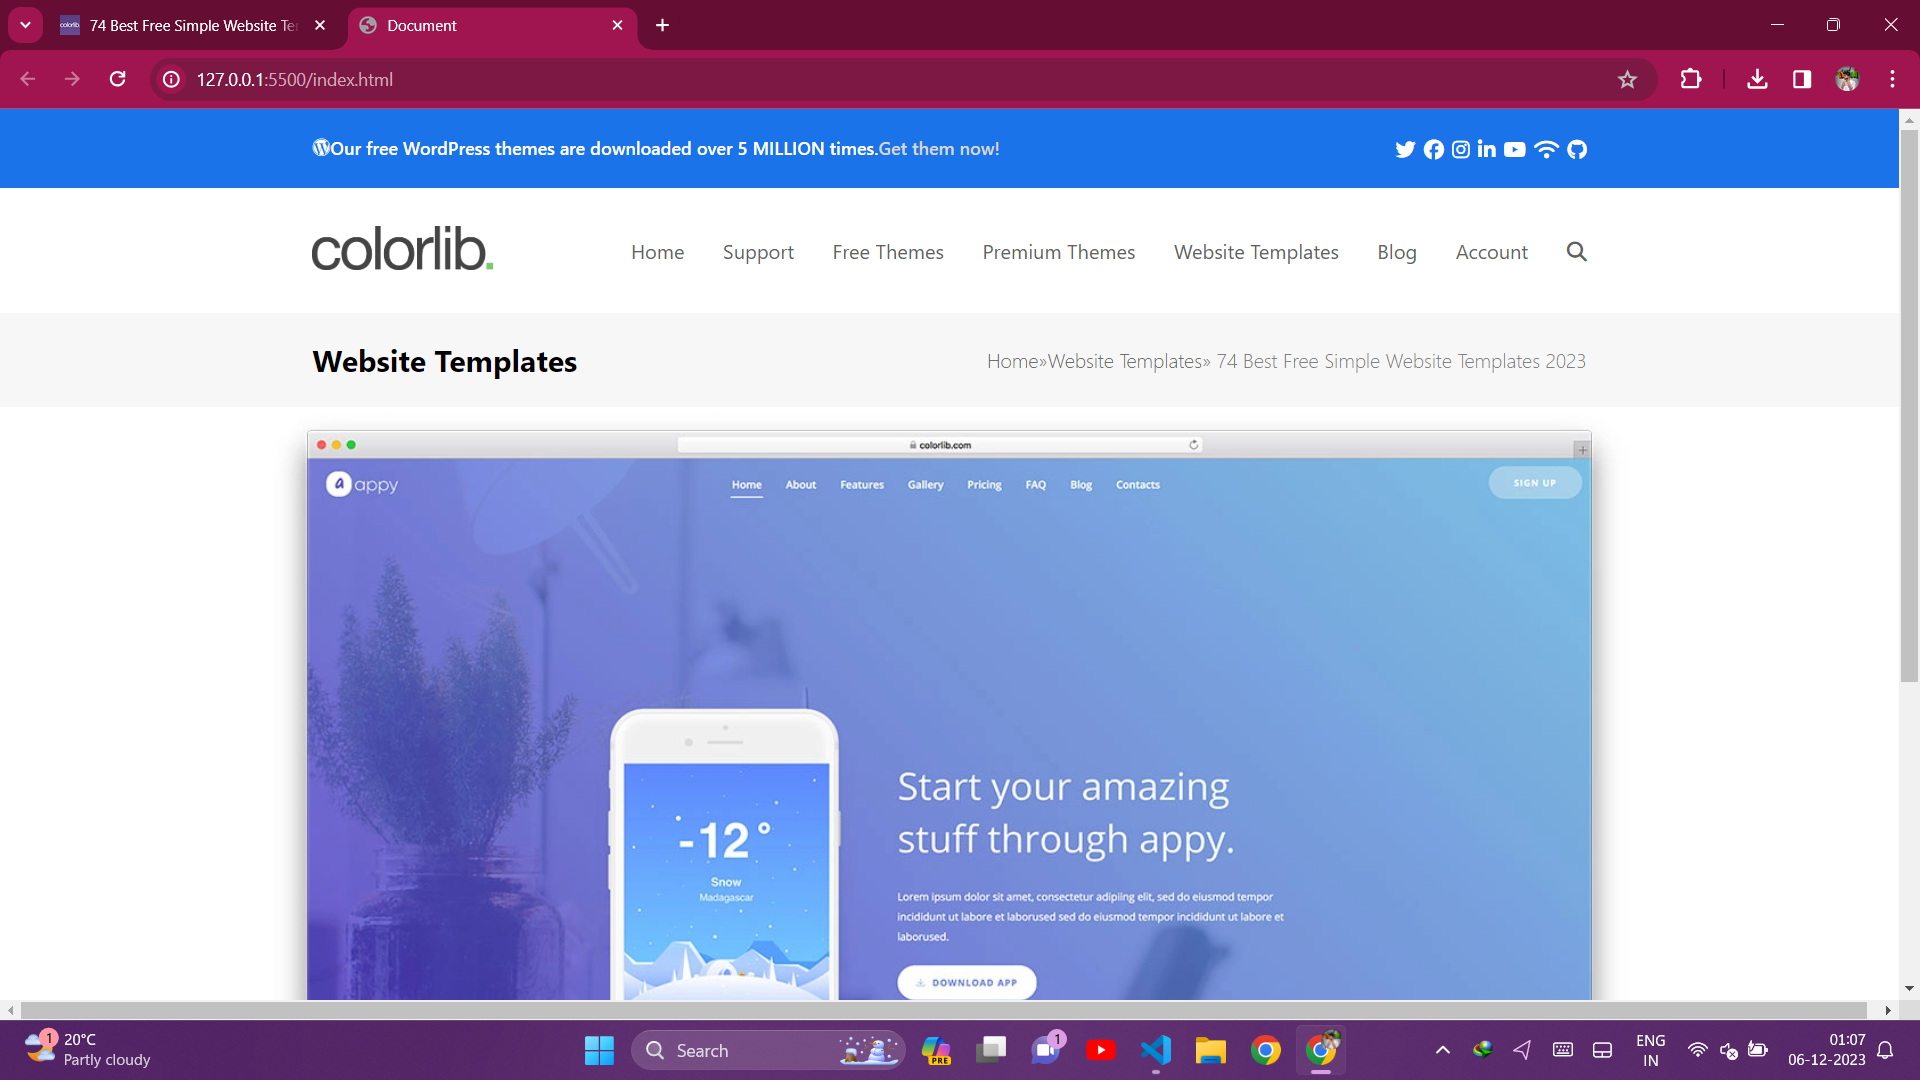 74 Best Free Simple Website Te
Document
127.0.0.1:5500/index.html
Our free WordPress themes are downloaded over 5 MILLION times.Get them now!
colorlib.
Home Support Free Themes Premium Themes Website Templates Blog Account
Website Templates
Home»Website Templates» 74 Best Free Simple Website Templates 2023
colorlib.com
a appy
Home About Features Gallery Pricing FAQ Blog Contacts
SIGN UP
-12°
Snow
Madagascar
Start your amazing
stuff through appy.
Lorem ipsum dolor sit amet, consectetur adipiing elit, sed do eiusmod tempor
incididunt ut labore et laborused sed do eiusmod tempor incididunt ut labore et
laborused.
DOWNLOAD APP
1
20°C
Partly cloudy
Search
PRE
1
ENG
IN
01:07
06-12-2023